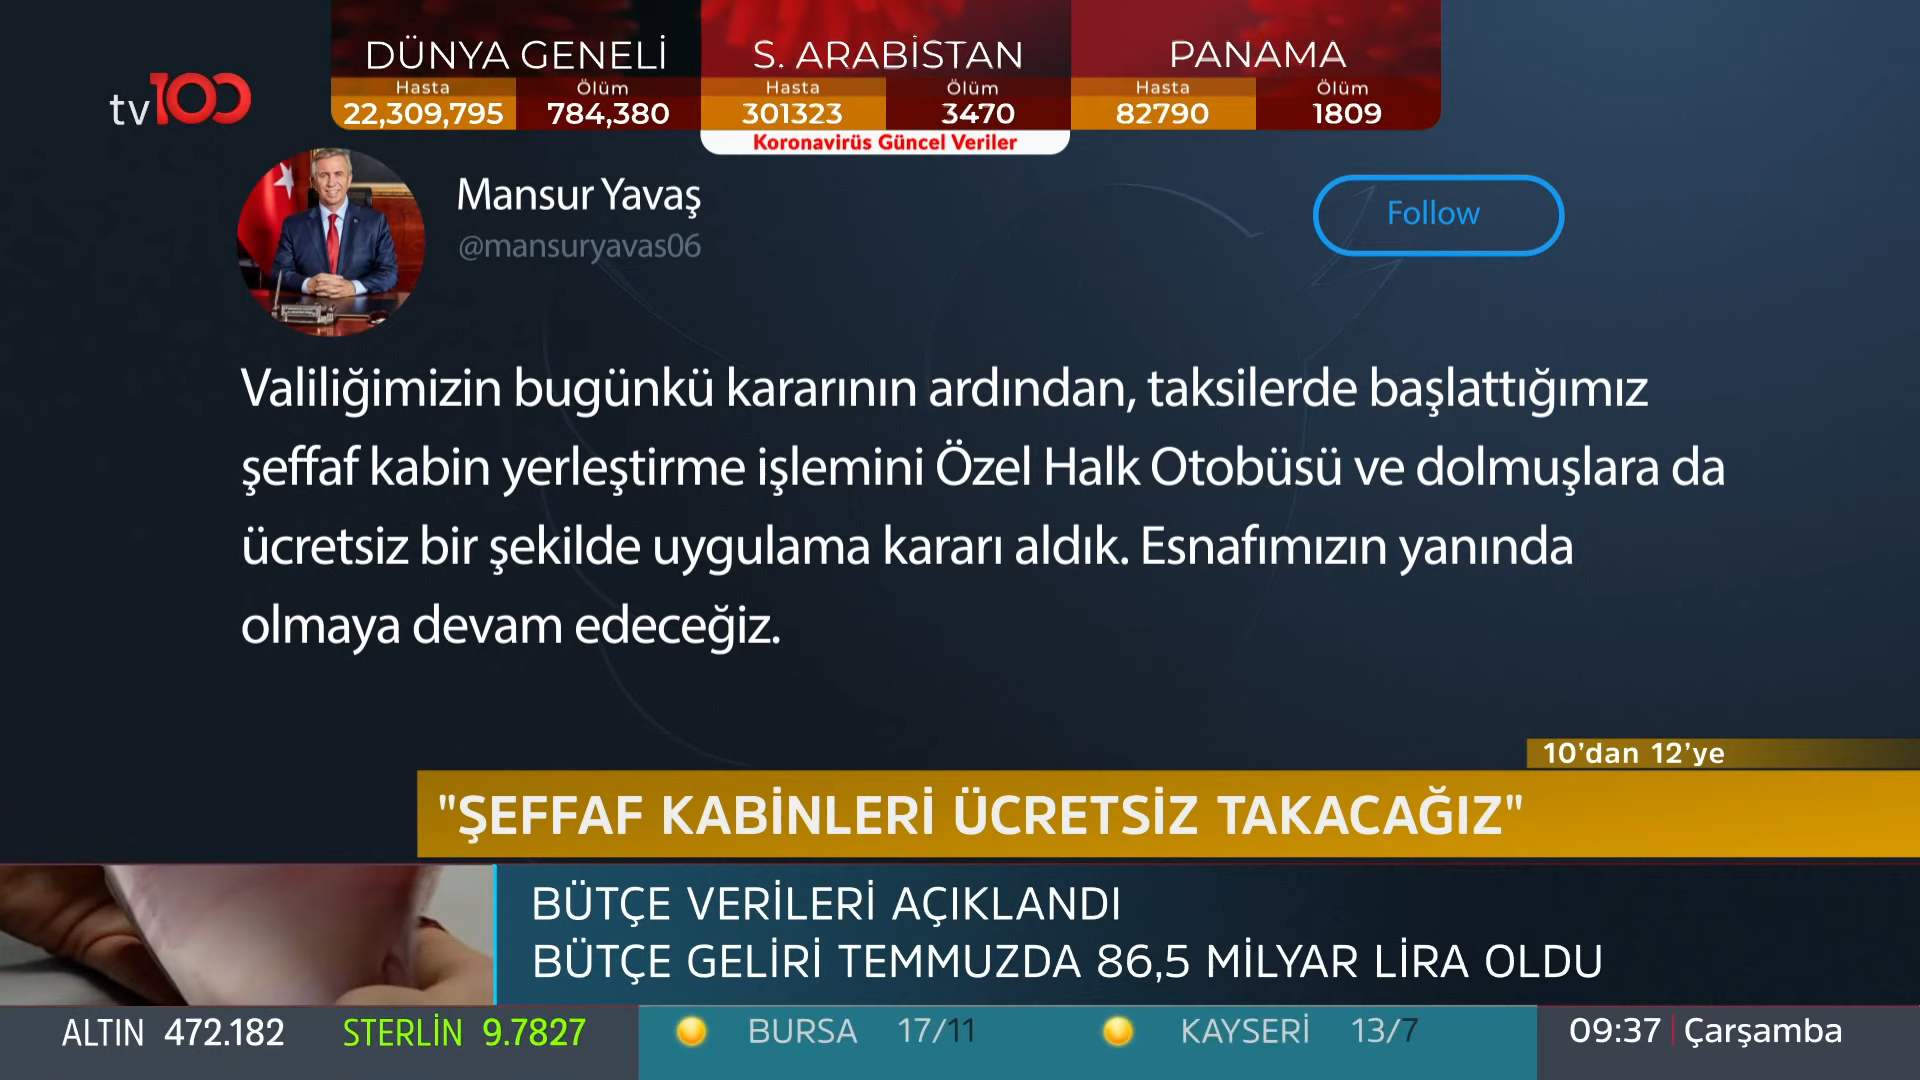 tv100
DÜNYA GENELİ
Hasta Ölüm
22,309,795 784,380
S. ARABİSTAN
Hasta Ölüm
301323 3470
PANAMA
Hasta Ölüm
82790 1809
Koronavirüs Güncel Veriler
Mansur Yavaş
@mansuryavas06
Follow
Valiliğimizin bugünkü kararının ardından, taksilerde başlattığımız
şeffaf kabin yerleştirme işlemini Özel Halk Otobüsü ve dolmuşlara da
ücretsiz bir şekilde uygulama kararı aldık. Esnafımızın yanında
olmaya devam edeceğiz.
10’dan 12’ye
"ŞEFFAF KABİNLERİ ÜCRETSİZ TAKACAĞIZ"
BÜTÇE VERİLERİ AÇIKLANDI
BÜTÇE GELİRİ TEMMUZDA 86,5 MİLYAR LİRA OLDU
ALTIN 472.182 STERLİN 9.7827 BURSA 17/11 KAYSERİ 13/7 09:37 Çarşamba